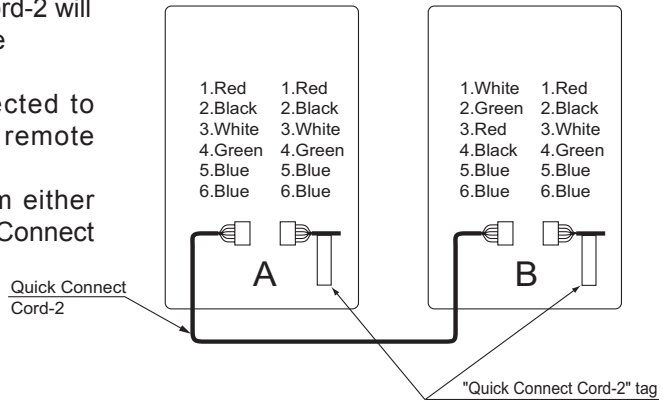 ord-2 will
e
ected to
remote
n either
Connect
1.Red 1.Red
2.Black 2.Black
3.White 3.White
4.Green 4.Green
5.Blue 5.Blue
6.Blue 6.Blue
A
1.White 1.Red
2.Green 2.Black
3.Red 3.White
4.Black 4.Green
5.Blue 5.Blue
6.Blue 6.Blue
B
Quick Connect
Cord-2
"Quick Connect Cord-2" tag